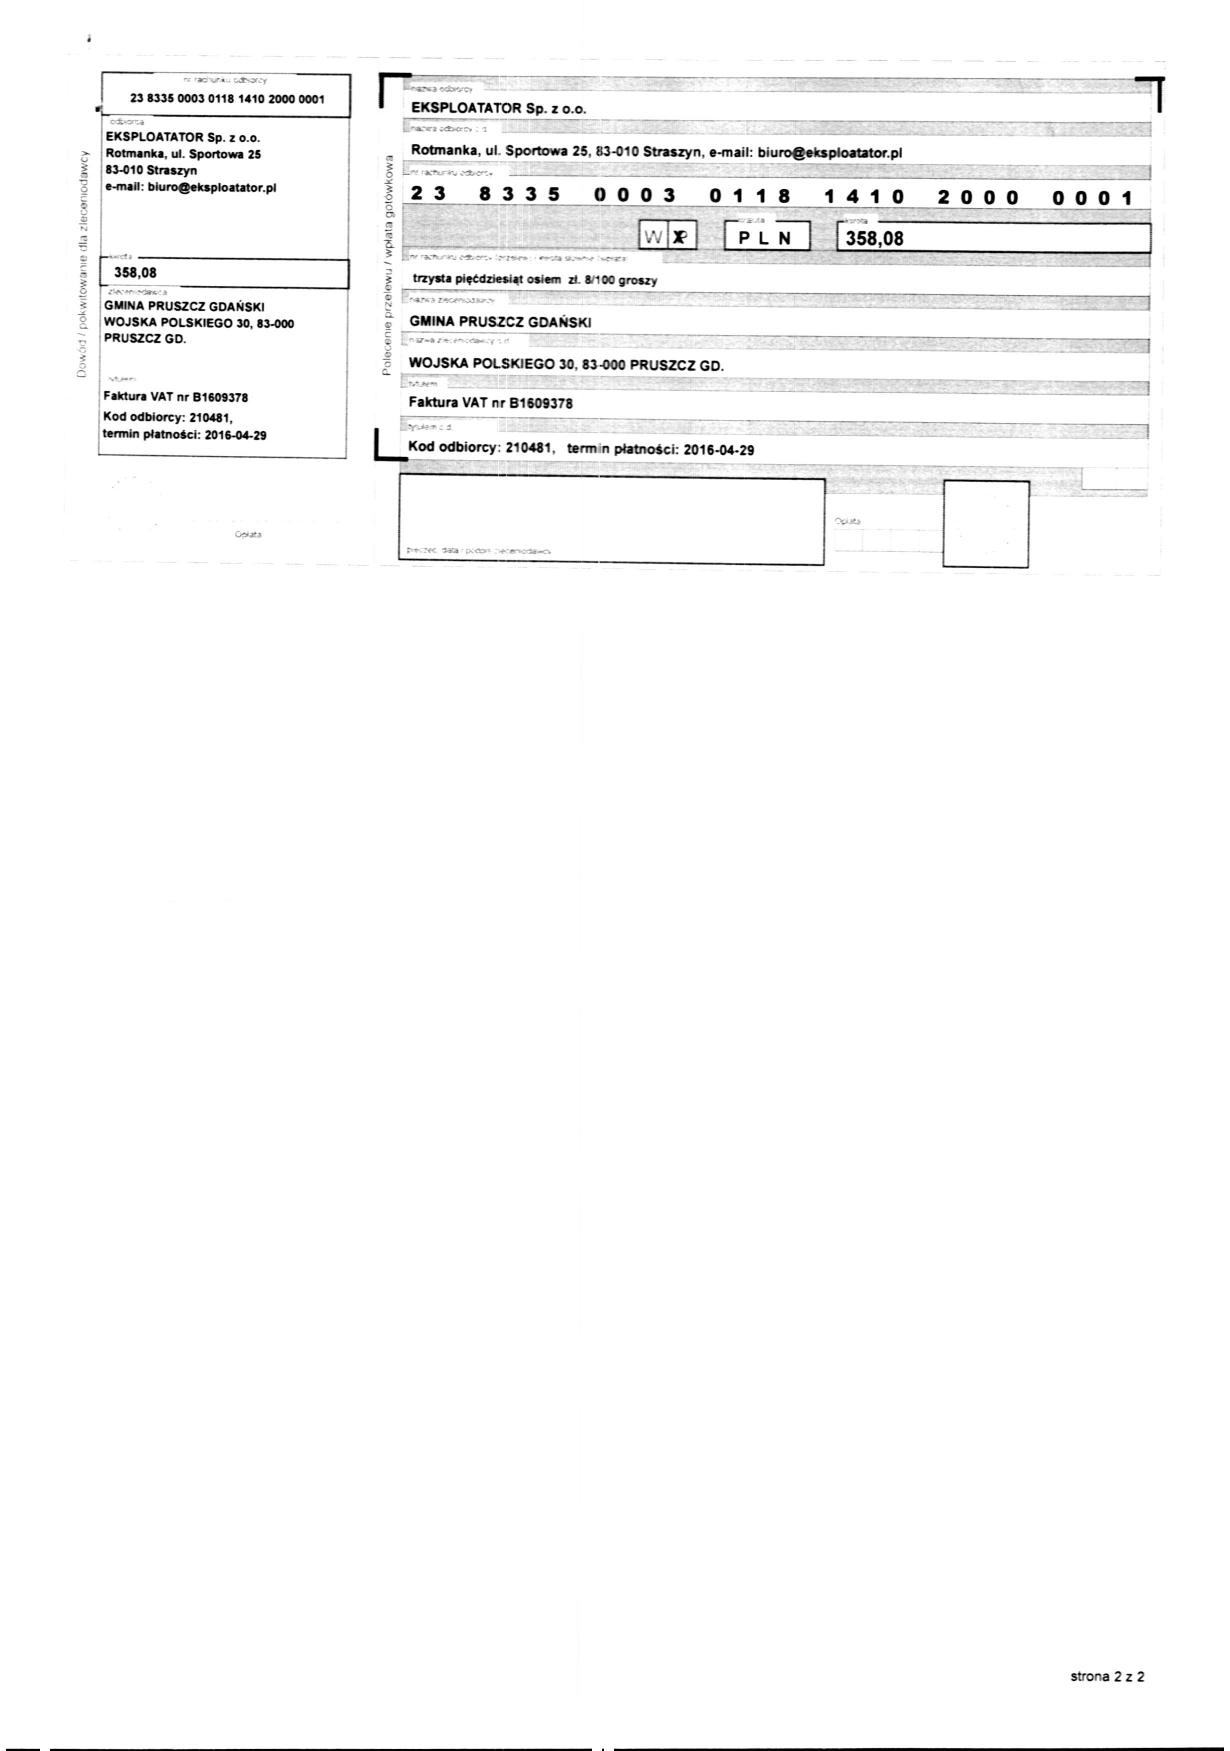 Dowód / pokwitowanie dla zleceniodawcy
nr rachunku odbiorcy
23 8335 0003 0118 1410 2000 0001
odbiorca
EKSPLOATATOR Sp. z o.o.
Rotmanka, ul. Sportowa 25
83-010 Straszyn
e-mail: biuro@eksploatator.pl
kwota
358,08
zleceniodawca
GMINA PRUSZCZ GDAŃSKI
WOJSKA POLSKIEGO 30, 83-000
PRUSZCZ GD.
tytułem
Faktura VAT nr B1609378
Kod odbiorcy: 210481,
termin płatności: 2016-04-29
Opłata
Polecenie przelewu / wpłata gotówkowa
nazwa odbiorcy
EKSPLOATATOR Sp. z o.o.
nazwa odbiorcy c.d.
Rotmanka, ul. Sportowa 25, 83-010 Straszyn, e-mail: biuro@eksploatator.pl
nr rachunku odbiorcy
23 8335 0003 0118 1410 2000 0001
waluta kwota
W P PLN 358,08
nr rachunku odbiorcy (przelew) / kwota słownie (wpłata)
trzysta pięćdziesiąt osiem zł. 8/100 groszy
nazwa zleceniodawcy
GMINA PRUSZCZ GDAŃSKI
nazwa zleceniodawcy c.d.
WOJSKA POLSKIEGO 30, 83-000 PRUSZCZ GD.
tytułem
Faktura VAT nr B1609378
tytułem c.d.
Kod odbiorcy: 210481, termin płatności: 2016-04-29
pieczęć, data i podpis zleceniodawcy
Opłata
strona 2 z 2